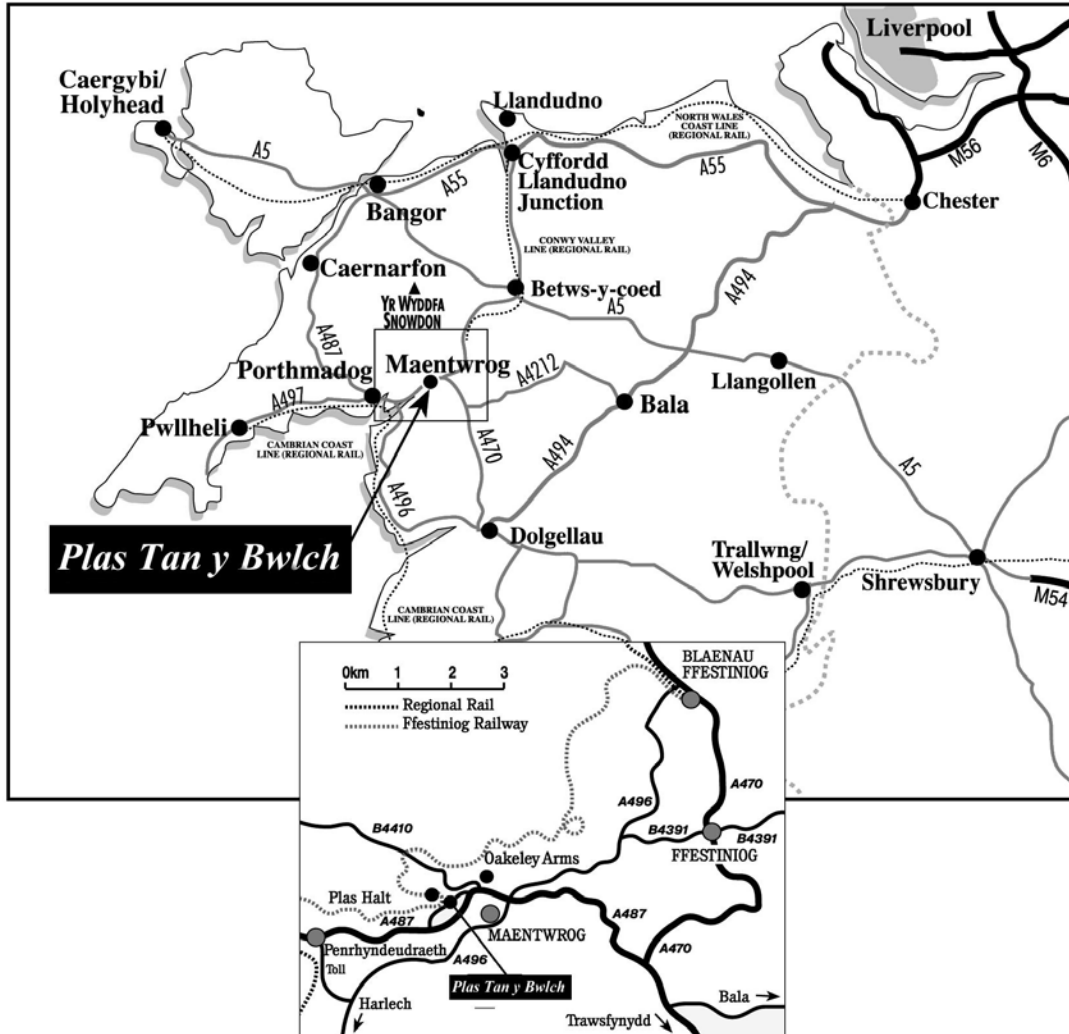 Liverpool
Caergybi/
Holyhead
Llandudno
NORTH WALES
COAST LINE
(REGIONAL RAIL)
A5
A55
A55
M56
M6
Cyffordd
Llandudno
Junction
Bangor
Chester
CONWY VALLEY
LINE (REGIONAL RAIL)
Caernarfon
A494
Betws-y-coed
YR WYDDFA
SNOWDON
A5
A487
Maentwrog
Porthmadog
A4212
Llangollen
A497
Bala
Pwllheli
CAMBRIAN COAST
LINE (REGIONAL RAIL)
A470
A494
A5
A496
Dolgellau
Plas Tan y Bwlch
Trallwng/
Welshpool
Shrewsbury
M54
CAMBRIAN COAST
LINE (REGIONAL RAIL)
0km 1 2 3
Regional Rail
Ffestiniog Railway
BLAENAU
FFESTINIOG
A470
A496
B4410
B4391
B4391
FFESTINIOG
Oakeley Arms
Plas Halt
A487
A487
MAENTWROG
Penrhyndeudraeth
Toll
A496
A470
Plas Tan y Bwlch
Harlech
Bala
Trawsfynydd